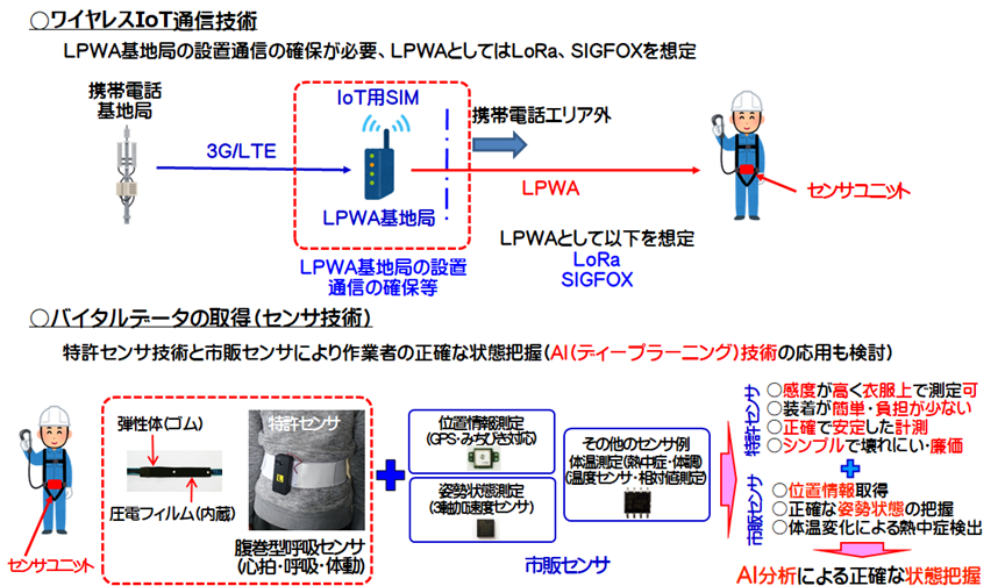 ○ワイヤレスIoT通信技術
LPWA基地局の設置通信の確保が必要、LPWAとしてはLoRa、SIGFOXを想定
携帯電話
基地局
3G/LTE
IoT用SIM
LPWA基地局
LPWA基地局の設置
通信の確保等
携帯電話エリア外
LPWA
LPWAとして以下を想定
LoRa
SIGFOX
センサユニット
○バイタルデータの取得(センサ技術)
特許センサ技術と市販センサにより作業者の正確な状態把握(AI(ディープラーニング)技術の応用も検討)
センサユニット
弾性体(ゴム)
圧電フィルム(内蔵)
特許センサ
腹巻型呼吸センサ
(心拍・呼吸・体動)
位置情報測定
(GPS・みちびき対応)
姿勢状態測定
(3軸加速度センサ)
その他のセンサ例
体温測定(熱中症・体調)
(温度センサ・相対値測定)
市販センサ
特許センサ
○感度が高く衣服上で測定可
○装着が簡単・負担が少ない
○正確で安定した計測
○シンプルで壊れにくい・廉価
市販センサ
○位置情報取得
○正確な姿勢状態の把握
○体温変化による熱中症検出
AI分析による正確な状態把握